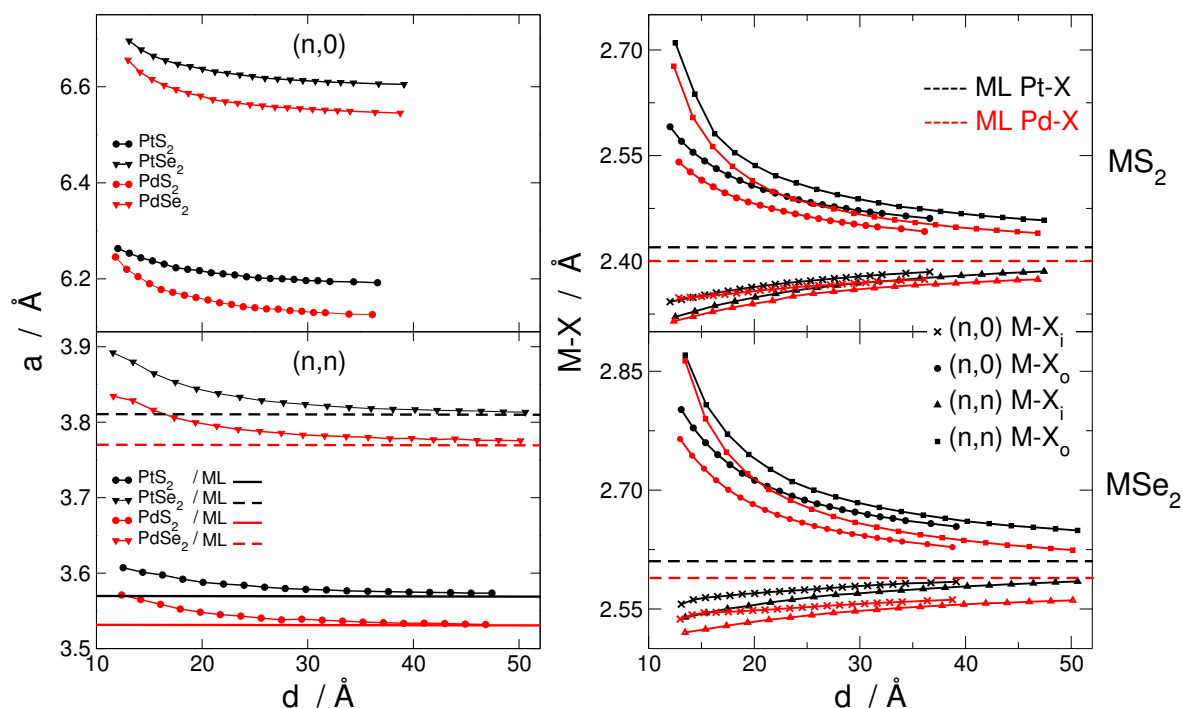 (n,0)
6.6
6.4
6.2
PtS2
PtSe2
PdS2
PdSe2
a / Å
(n,n)
3.9
3.8
3.7
3.6
3.5
PtS2 / ML
PtSe2 / ML
PdS2 / ML
PdSe2 / ML
10 20 30 40 50
d / Å
2.70
2.55
2.40
ML Pt-X
ML Pd-X
MS2
M-X / Å
(n,0) M-Xi
(n,0) M-Xo
(n,n) M-Xi
(n,n) M-Xo
2.85
2.70
2.55
MSe2
10 20 30 40 50
d / Å